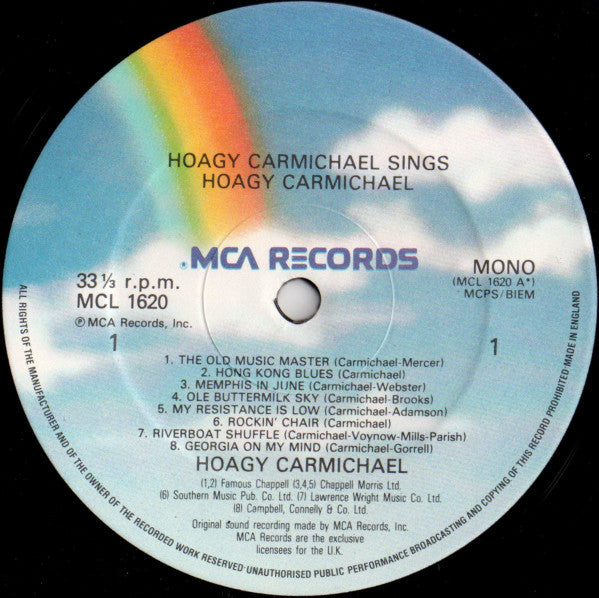 HOAGY CARMICHAEL SINGS
HOAGY CARMICHAEL
®MCA RECORDS
33⅓ r.p.m.
MCL 1620
℗ MCA Records, Inc.
1
MONO
(MCL 1620 A*)
MCPS/BIEM
1
1. THE OLD MUSIC MASTER (Carmichael-Mercer)
2. HONG KONG BLUES (Carmichael)
3. MEMPHIS IN JUNE (Carmichael-Webster)
4. OLE BUTTERMILK SKY (Carmichael-Brooks)
5. MY RESISTANCE IS LOW (Carmichael-Adamson)
6. ROCKIN' CHAIR (Carmichael)
7. RIVERBOAT SHUFFLE (Carmichael-Voynow-Mills-Parish)
8. GEORGIA ON MY MIND (Carmichael-Gorrell)
HOAGY CARMICHAEL
(1,2) Famous Chappell (3,4,5) Chappell Morris Ltd.
(6) Southern Music Pub. Co. Ltd. (7) Lawrence Wright Music Co. Ltd.
(8) Campbell, Connelly & Co. Ltd.
Original sound recording made by MCA Records, Inc.
MCA Records are the exclusive
licensees for the U.K.
ALL RIGHTS OF THE MANUFACTURER AND OF THE OWNER OF THE RECORDED WORK RESERVED·UNAUTHORISED PUBLIC PERFORMANCE BROADCASTING AND COPYING OF THIS RECORD PROHIBITED·MADE IN ENGLAND